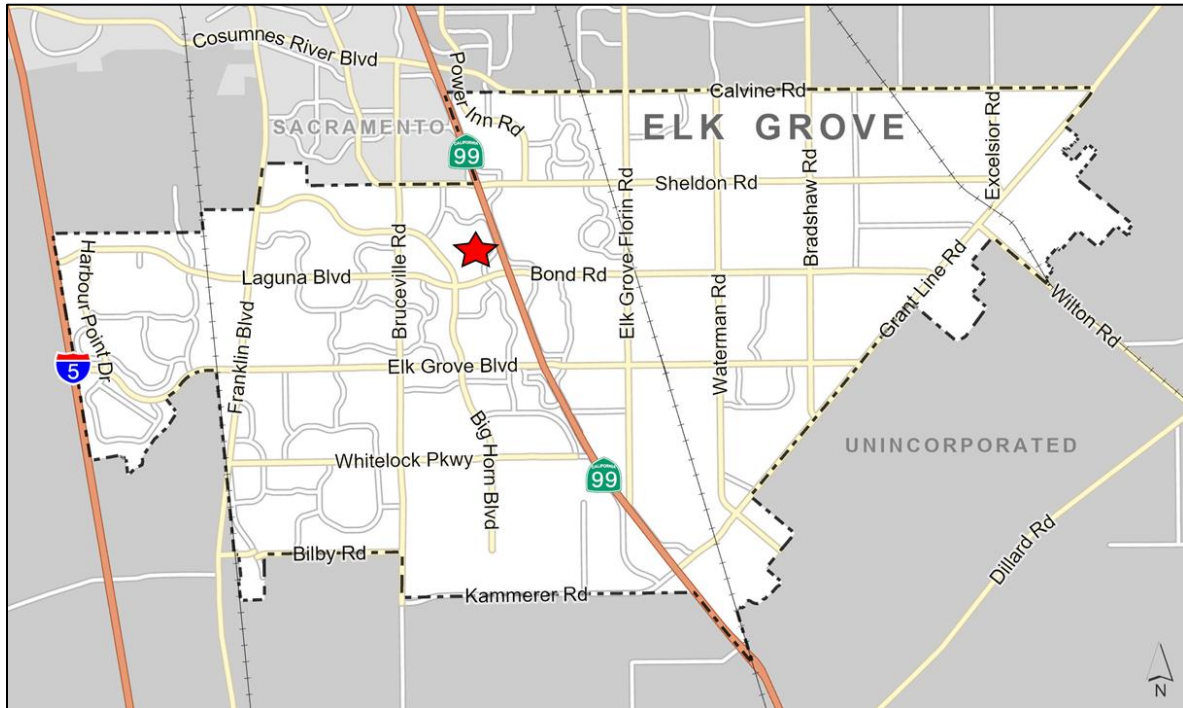 Cosumnes River Blvd
Power Inn Rd
Calvine Rd
SACRAMENTO
ELK GROVE
CALIFORNIA
99
Excelsior Rd
Sheldon Rd
Bradshaw Rd
Elk Grove Florin Rd
Bruceville Rd
Harbour Point Dr
Laguna Blvd
Bond Rd
Waterman Rd
Grant Line Rd
Wilton Rd
Franklin Blvd
5
Elk Grove Blvd
Big Horn Blvd
UNINCORPORATED
Whitelock Pkwy
CALIFORNIA
99
Bilby Rd
Dillard Rd
Kammerer Rd
N